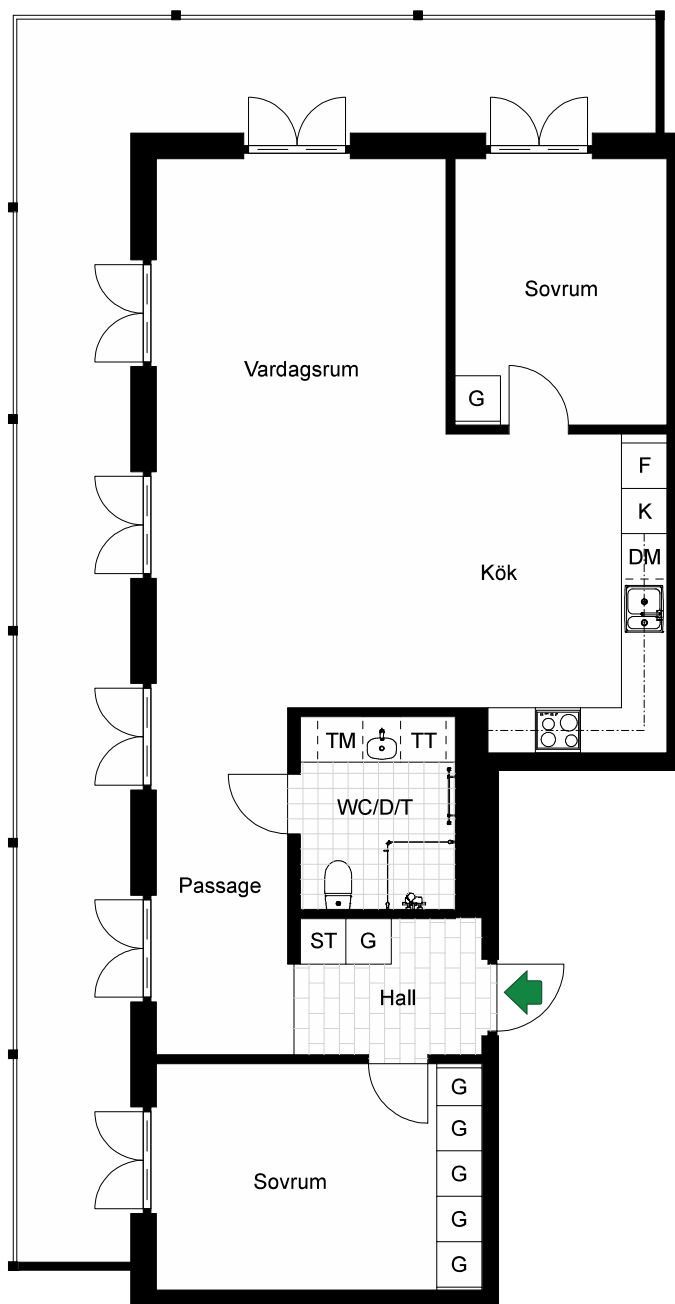 Sovrum
Vardagsrum
G
F
K
DM
Kök
TM
TT
WC/D/T
Passage
ST
G
Hall
G
G
Sovrum
G
G
G